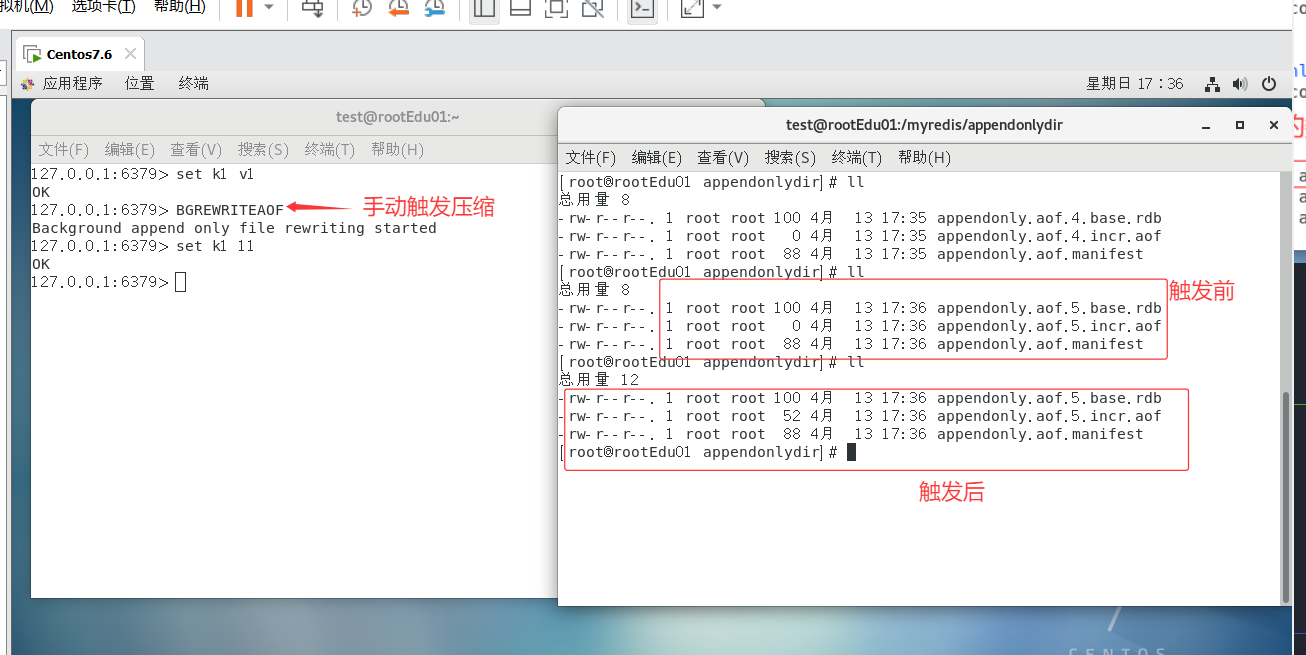 拟机(M) 选项卡(T) 帮助(H)
Centos7.6
应用程序 位置 终端 星期日 17:36
test@rootEdu01:~
文件(F) 编辑(E) 查看(V) 搜索(S) 终端(T) 帮助(H)
127.0.0.1:6379> set k1 v1
OK
127.0.0.1:6379> BGREWRITEAOF
手动触发压缩
Background append only file rewriting started
127.0.0.1:6379> set k1 11
OK
127.0.0.1:6379>
test@rootEdu01:/myredis/appendonlydir
文件(F) 编辑(E) 查看(V) 搜索(S) 终端(T) 帮助(H)
[root@rootEdu01 appendonlydir]# ll
总用量 8
-rw-r--r--. 1 root root 100 4月 13 17:35 appendonly.aof.4.base.rdb
-rw-r--r--. 1 root root 0 4月 13 17:35 appendonly.aof.4.incr.aof
-rw-r--r--. 1 root root 88 4月 13 17:35 appendonly.aof.manifest
[root@rootEdu01 appendonlydir]# ll
总用量 8
触发前
-rw-r--r--. 1 root root 100 4月 13 17:36 appendonly.aof.5.base.rdb
-rw-r--r--. 1 root root 0 4月 13 17:36 appendonly.aof.5.incr.aof
-rw-r--r--. 1 root root 88 4月 13 17:36 appendonly.aof.manifest
[root@rootEdu01 appendonlydir]# ll
总用量 12
-rw-r--r--. 1 root root 100 4月 13 17:36 appendonly.aof.5.base.rdb
-rw-r--r--. 1 root root 52 4月 13 17:36 appendonly.aof.5.incr.aof
-rw-r--r--. 1 root root 88 4月 13 17:36 appendonly.aof.manifest
[root@rootEdu01 appendonlydir]#
触发后
CENTOS